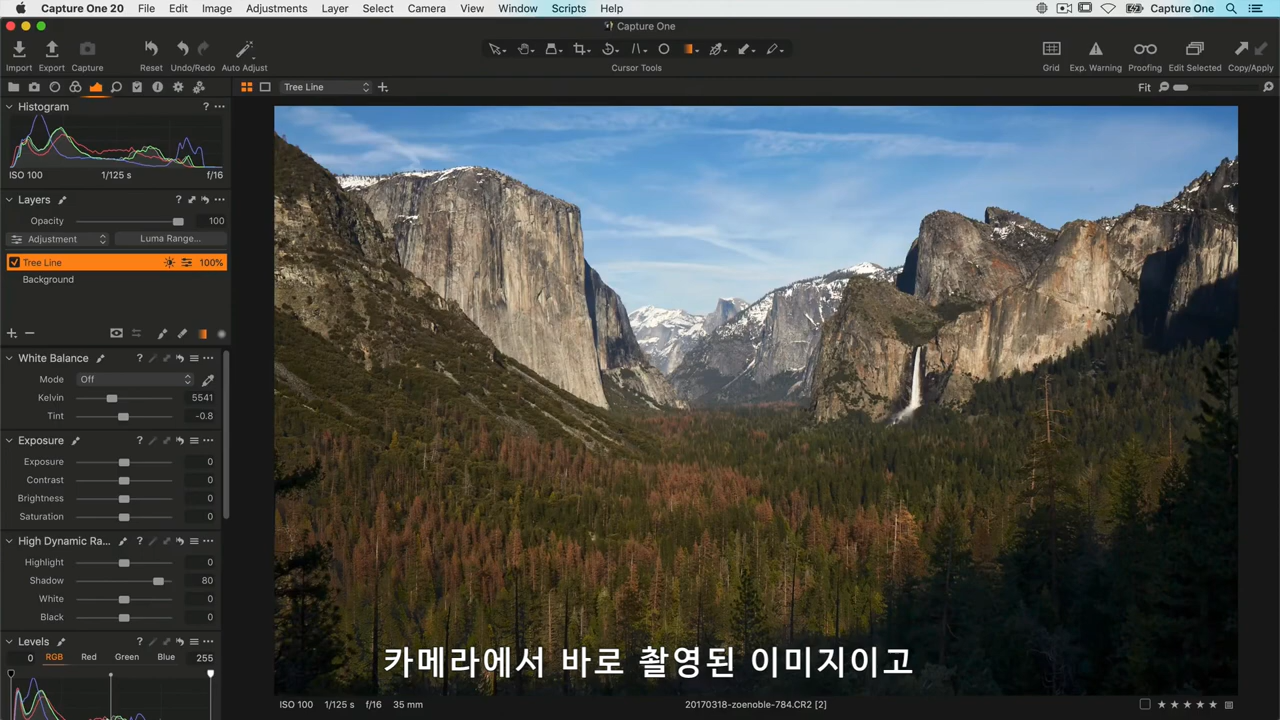 Capture One 20 File Edit Image Adjustments Layer Select Camera View Window Scripts Help Capture One
Capture One
Import Export Capture Reset Undo/Redo Auto Adjust Cursor Tools Grid Exp. Warning Proofing Edit Selected Copy/Apply
Tree Line Fit
Histogram ?
ISO 100 1/125 s f/16
Layers ?
Opacity 100
Adjustment Luma Range...
Tree Line 100%
Background
White Balance ?
Mode Off
Kelvin 5541
Tint -0.8
Exposure ?
Exposure 0
Contrast 0
Brightness 0
Saturation 0
High Dynamic Ra... ?
Highlight 0
Shadow 80
White 0
Black 0
Levels ?
0 RGB Red Green Blue 255
카메라에서 바로 촬영된 이미지이고
ISO 100 1/125 s f/16 35 mm 20170318-zoenoble-784.CR2 [2]